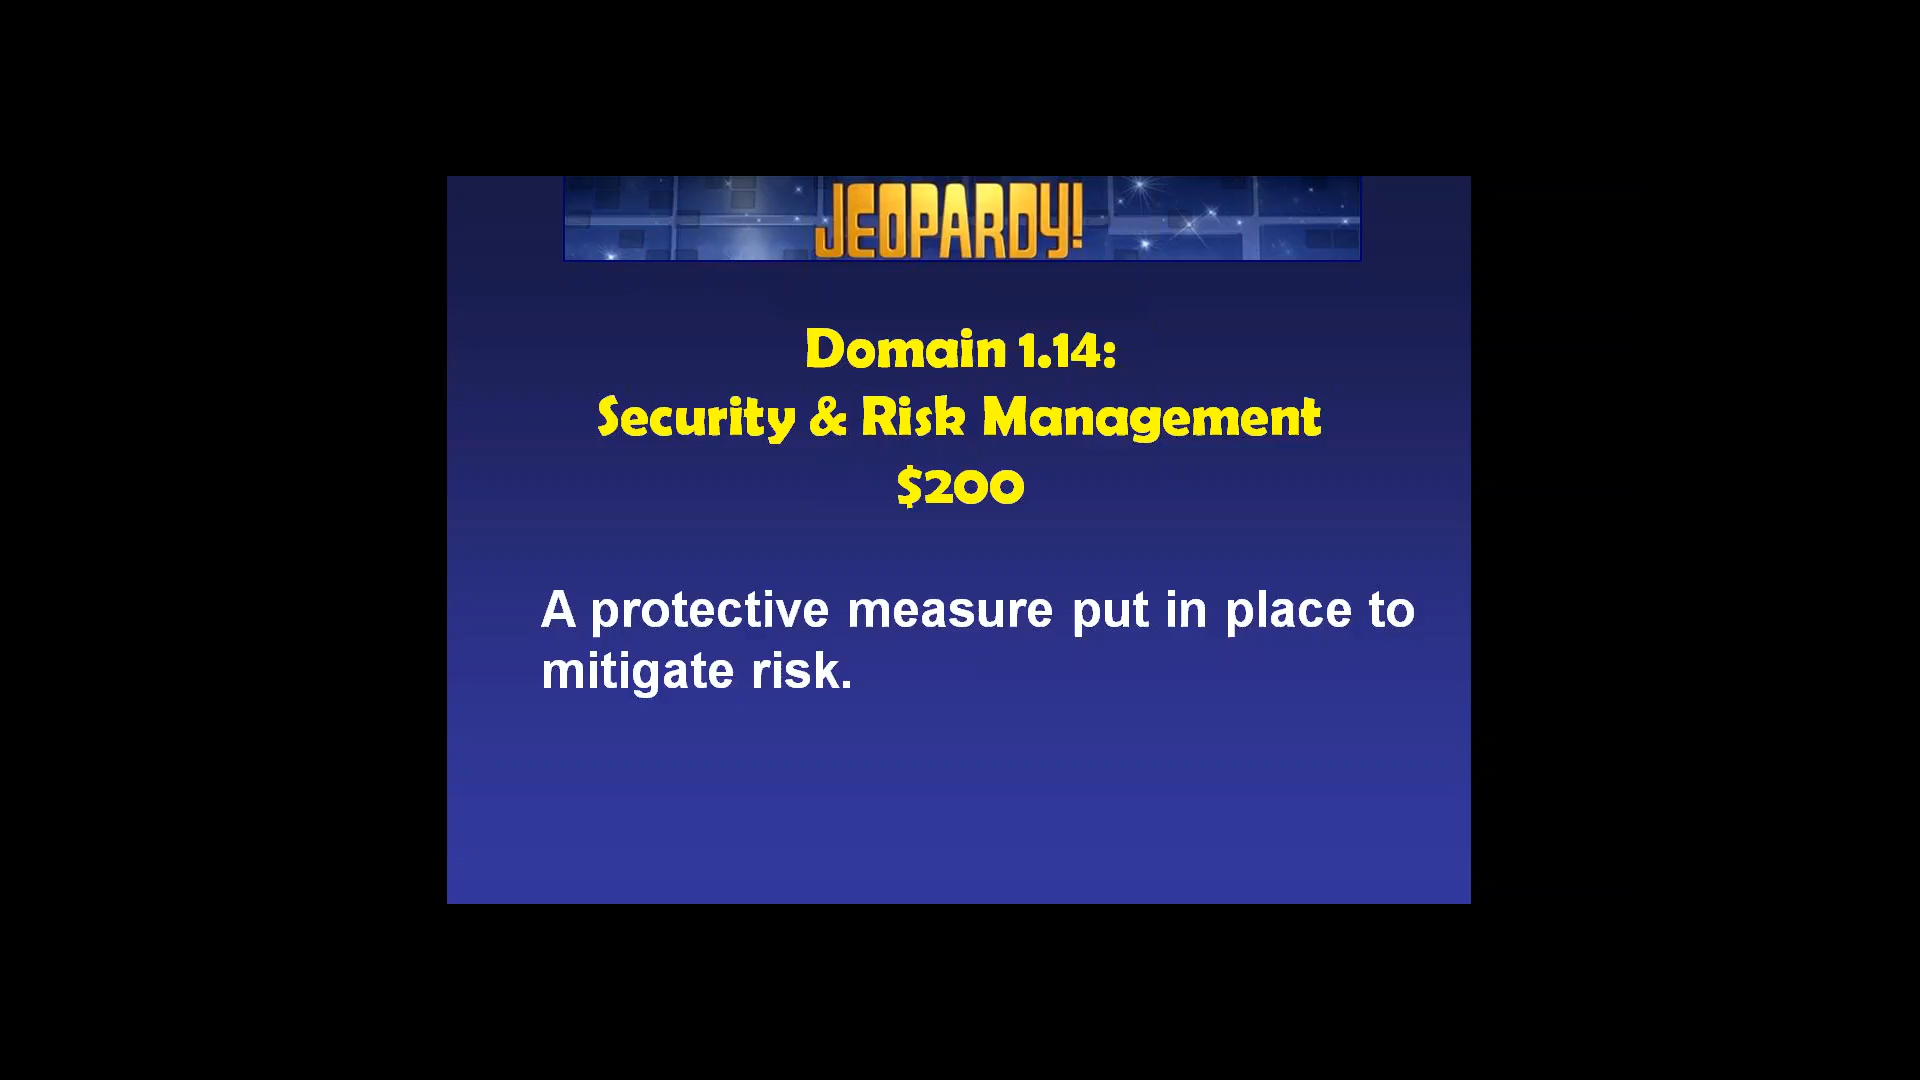 JEOPARDY!
Domain 1.14:
Security & Risk Management
$200
A protective measure put in place to
mitigate risk.